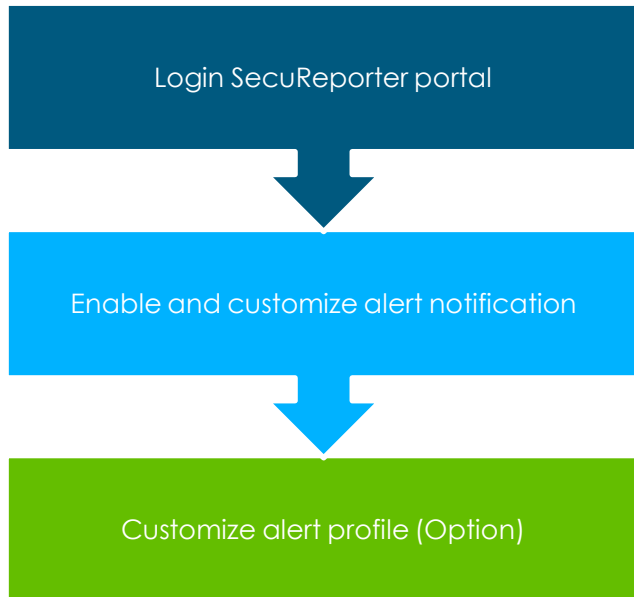 Login SecuReporter portal
Enable and customize alert notification
Customize alert profile (Option)